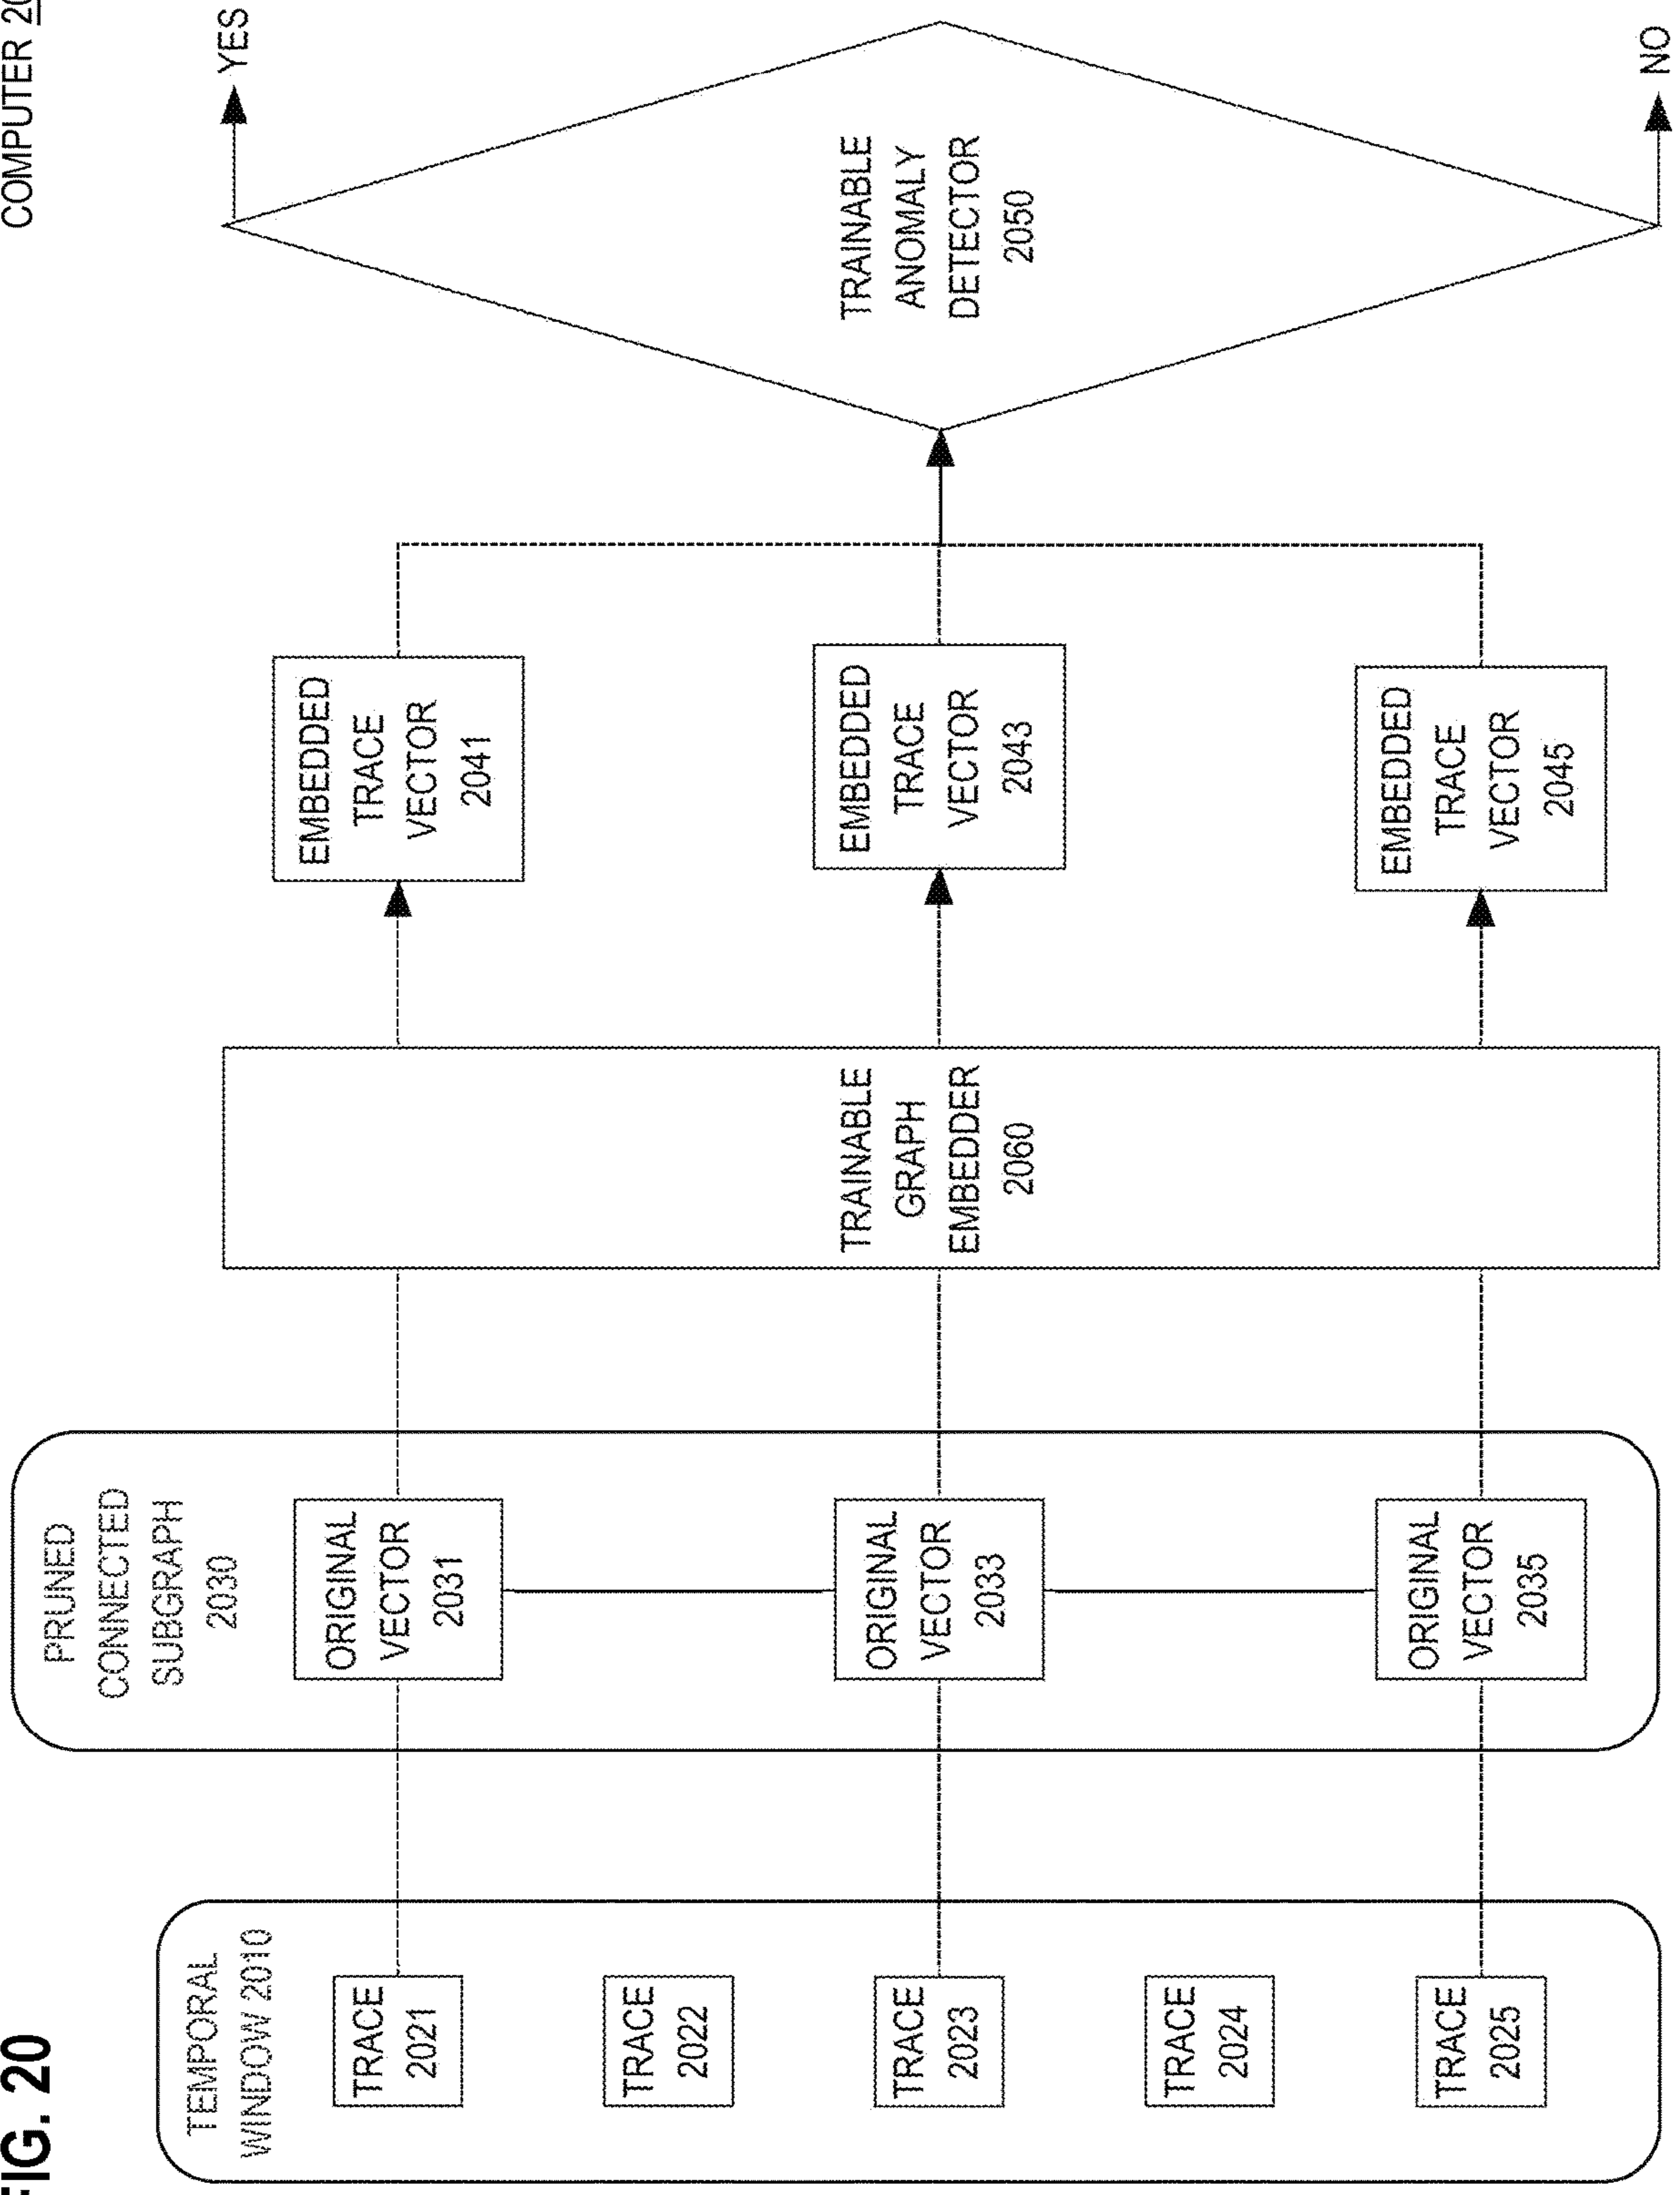 FIG. 20
COMPUTER
TEMPORAL
WINDOW 2010
TRACE
2021
TRACE
2022
TRACE
2023
TRACE
2024
TRACE
2025
PRUNED
CONNECTED
SUBGRAPH
2030
ORIGINAL
VECTOR
2031
ORIGINAL
VECTOR
2033
ORIGINAL
VECTOR
2035
TRAINABLE
GRAPH
EMBEDDER
2060
EMBEDDED
TRACE
VECTOR
2041
EMBEDDED
TRACE
VECTOR
2043
EMBEDDED
TRACE
VECTOR
2045
TRAINABLE
ANOMALY
DETECTOR
2050
YES
NO